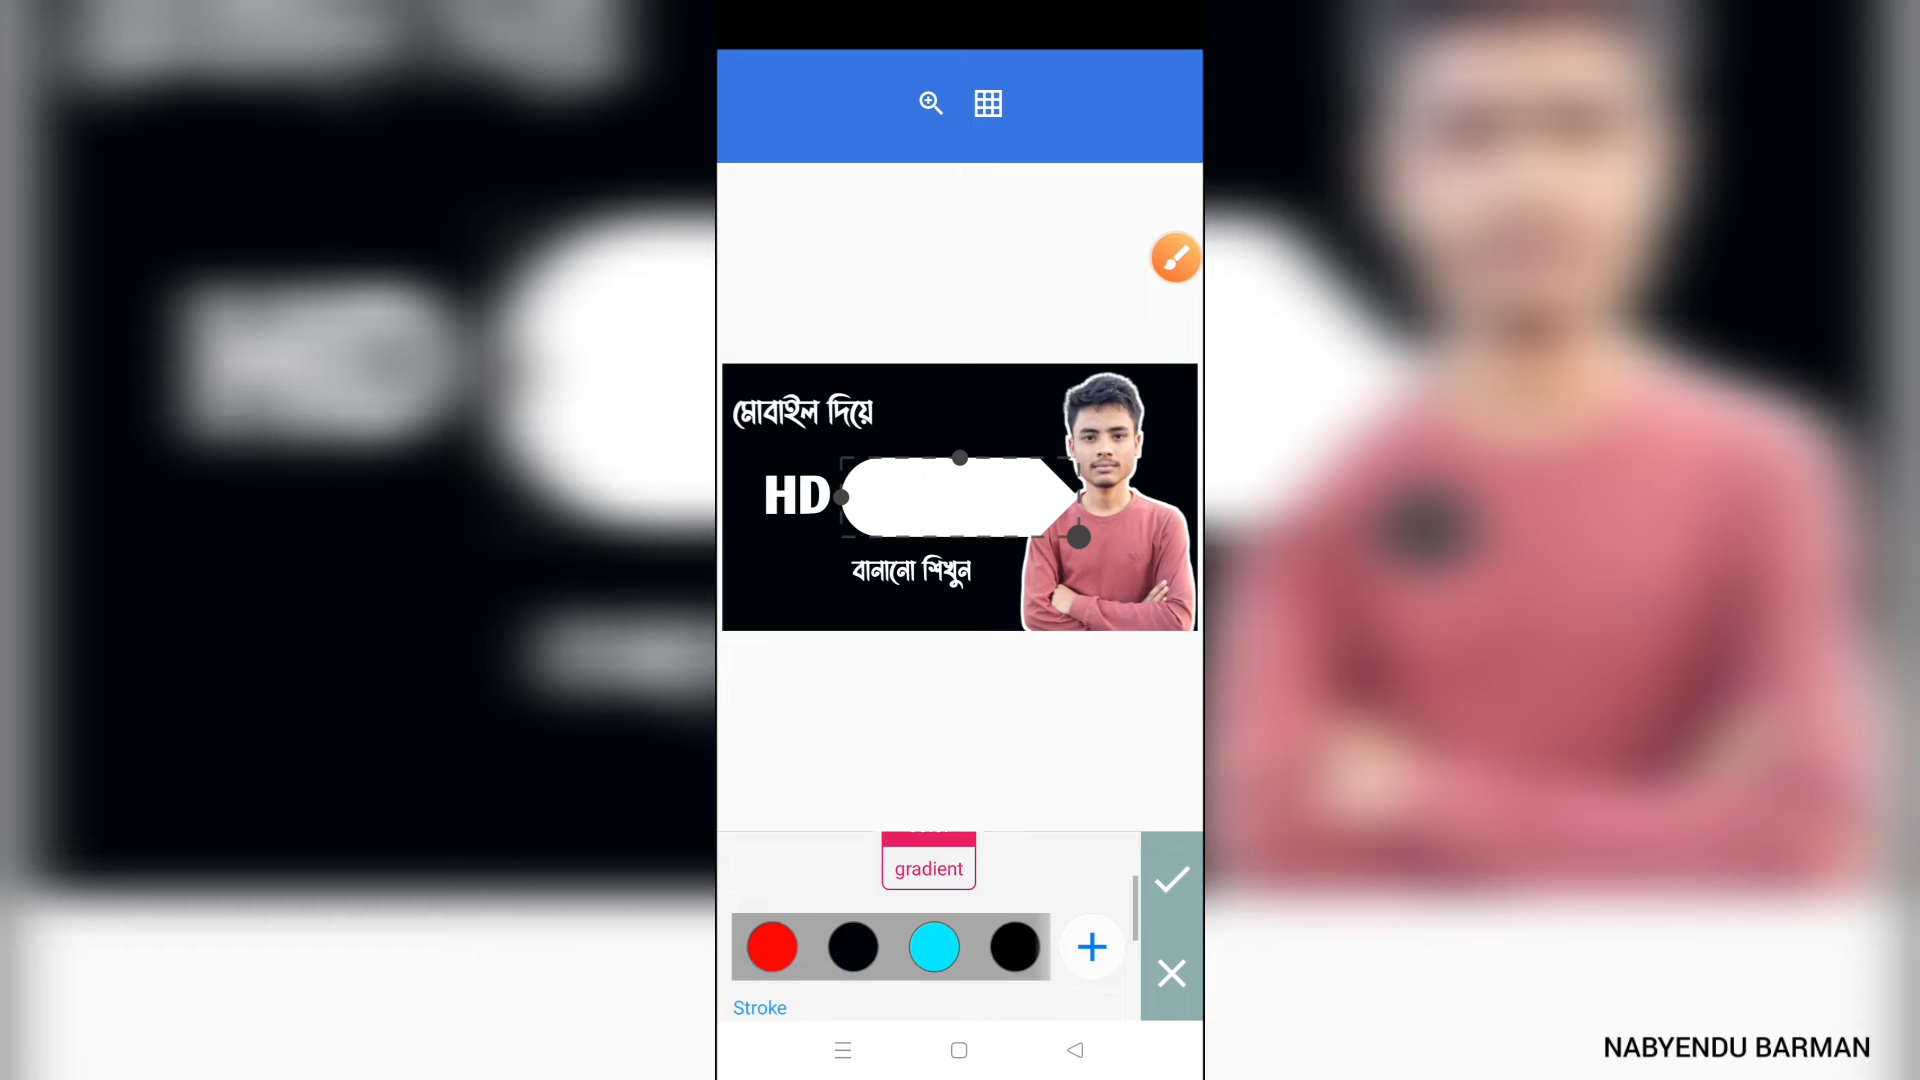 মোবাইল দিয়ে
HD
বানানো শিখুন
gradient
Stroke
NABYENDU BARMAN